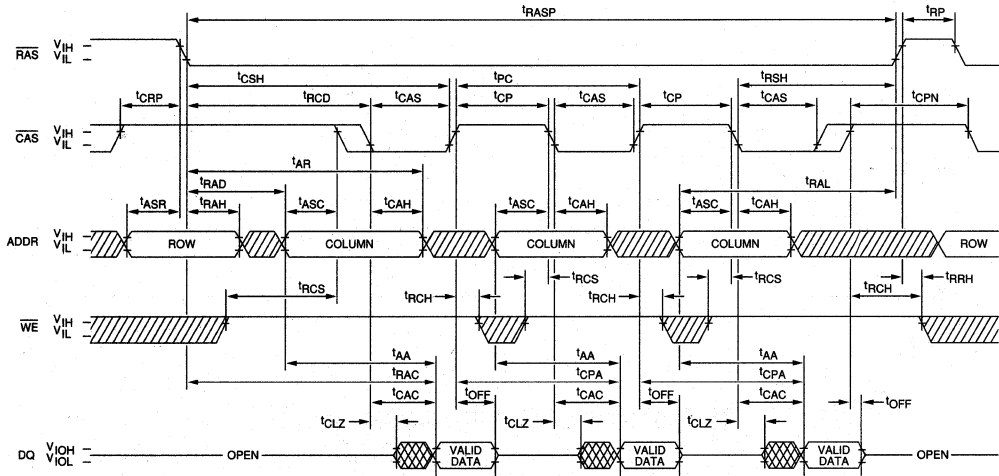 tRASP tRP
RAS VIH
VIL
tCSH tPC tRSH
tCRP tRCD tCAS tCP tCAS tCP tCAS tCPN
CAS VIH
VIL
tAR
tRAD tRAL
tASR tRAH tASC tCAH tASC tCAH tASC tCAH
ADDR VIH
VIL
ROW COLUMN COLUMN COLUMN ROW
tRCS tRCH tRCS tRCH tRCS tRCH tRRH
WE VIH
VIL
tAA tAA tAA
tRAC tCPA tCPA
tCAC tOFF tCAC tOFF tCAC tOFF
tCLZ tCLZ tCLZ
DQ VIOH
VIOL
OPEN VALID DATA VALID DATA VALID DATA OPEN